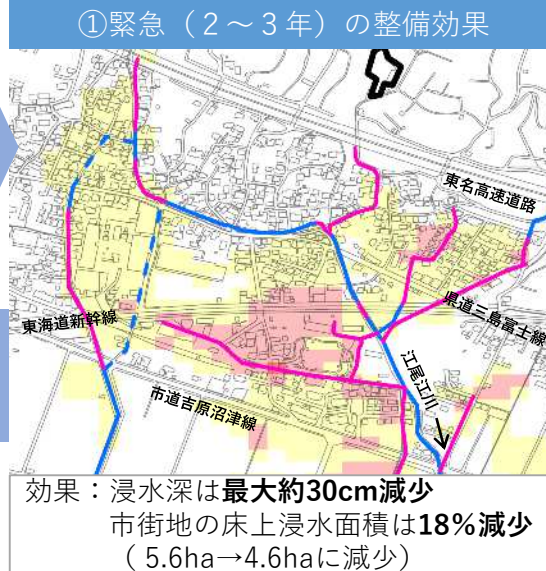 ①緊急（２～３年）の整備効果
東名高速道路
県道三島富士線
東海道新幹線
江尾江川
市道吉原沼津線
効果：浸水深は最大約30cm減少
市街地の床上浸水面積は18%減少
（ 5.6ha→4.6haに減少）